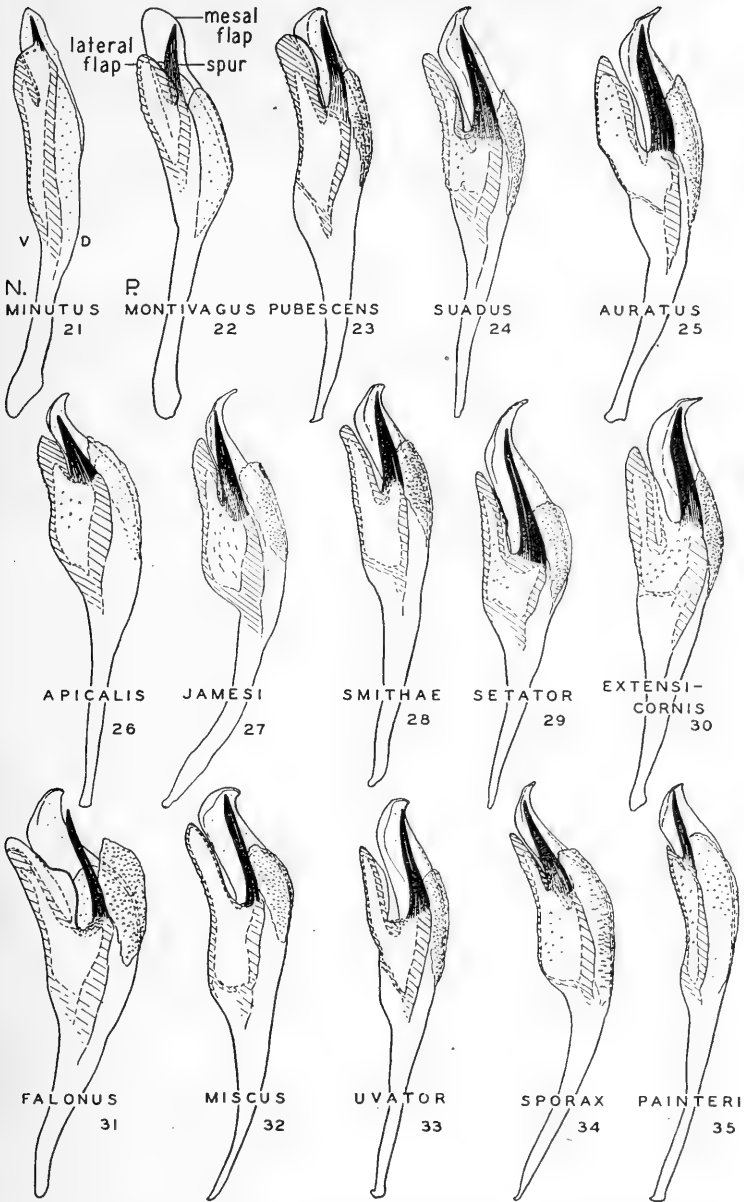 mesal
flap
lateral
flap
spur
V D
N.
MINUTUS
21
P.
MONTIVAGUS
22
PUBESCENS
23
SUADUS
24
AURATUS
25
APICALIS
26
JAMESI
27
SMITHAE
28
SETATOR
29
EXTENSI-
CORNIS
30
FALONUS
31
MISCUS
32
UVATOR
33
SPORAX
34
PAINTERI
35